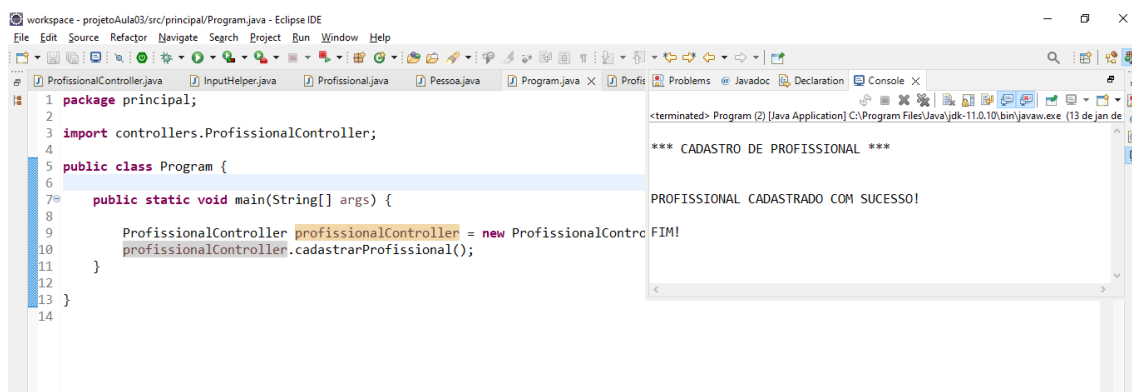 workspace - projetoAula03/src/principal/Program.java - Eclipse IDE
File Edit Source Refactor Navigate Search Project Run Window Help
ProfissionalController.java InputHelper.java Profissional.java Pessoa.java Program.java Profis Problems @ Javadoc Declaration Console
<terminated> Program (2) [Java Application] C:\Program Files\Java\jdk-11.0.10\bin\javaw.exe (13 de jan de
1 package principal;
2
3 import controllers.ProfissionalController;
4
5 public class Program {
6
7 public static void main(String[] args) {
8
9 ProfissionalController profissionalController = new ProfissionalContro
10 profissionalController.cadastrarProfissional();
11 }
12
13 }
14
*** CADASTRO DE PROFISSIONAL ***
PROFISSIONAL CADASTRADO COM SUCESSO!
FIM!